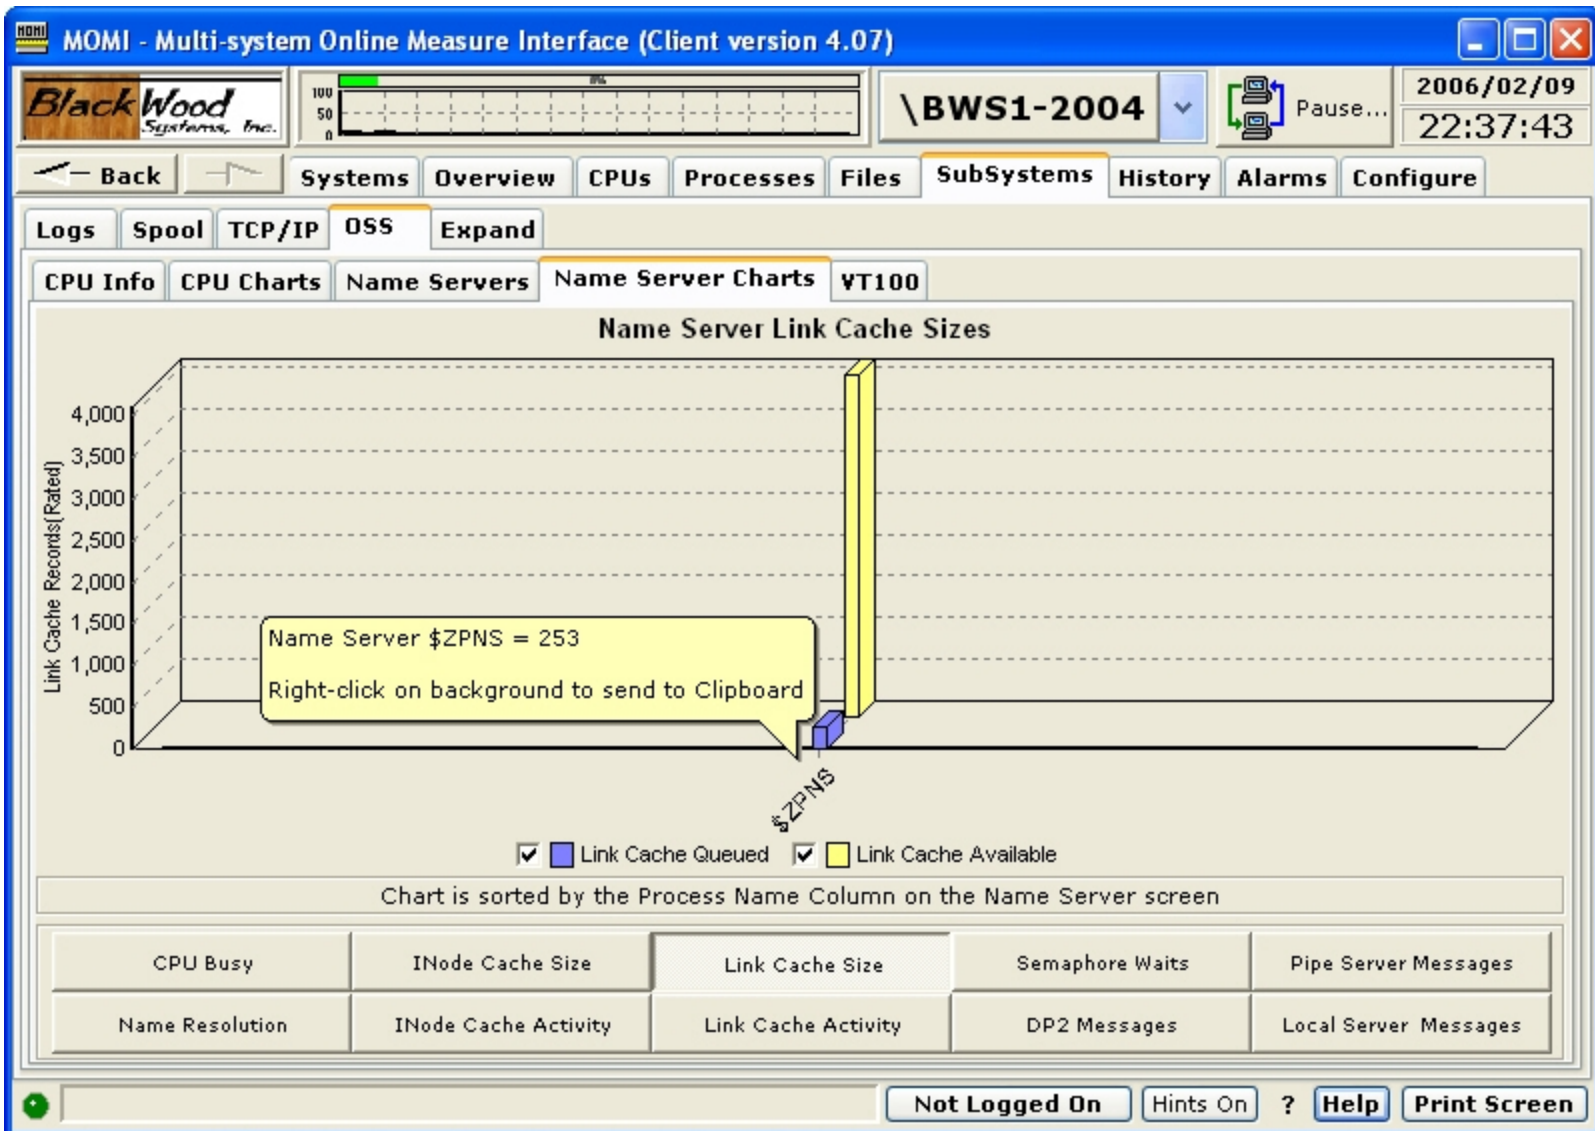 MOMI - Multi-system Online Measure Interface (Client version 4.07)
BlackWood
Systems, Inc.
100
50
0
0%
\BWS1-2004
Pause...
2006/02/09
22:37:43
Back
Systems
Overview
CPUs
Processes
Files
SubSystems
History
Alarms
Configure
Logs
Spool
TCP/IP
OSS
Expand
CPU Info
CPU Charts
Name Servers
Name Server Charts
VT100
Name Server Link Cache Sizes
Link Cache Records(Rated)
4,000
3,500
3,000
2,500
2,000
1,500
1,000
500
0
Name Server $ZPNS = 253
Right-click on background to send to Clipboard
$ZPNS
Link Cache Queued
Link Cache Available
Chart is sorted by the Process Name Column on the Name Server screen
CPU Busy
INode Cache Size
Link Cache Size
Semaphore Waits
Pipe Server Messages
Name Resolution
INode Cache Activity
Link Cache Activity
DP2 Messages
Local Server Messages
Not Logged On
Hints On
?
Help
Print Screen